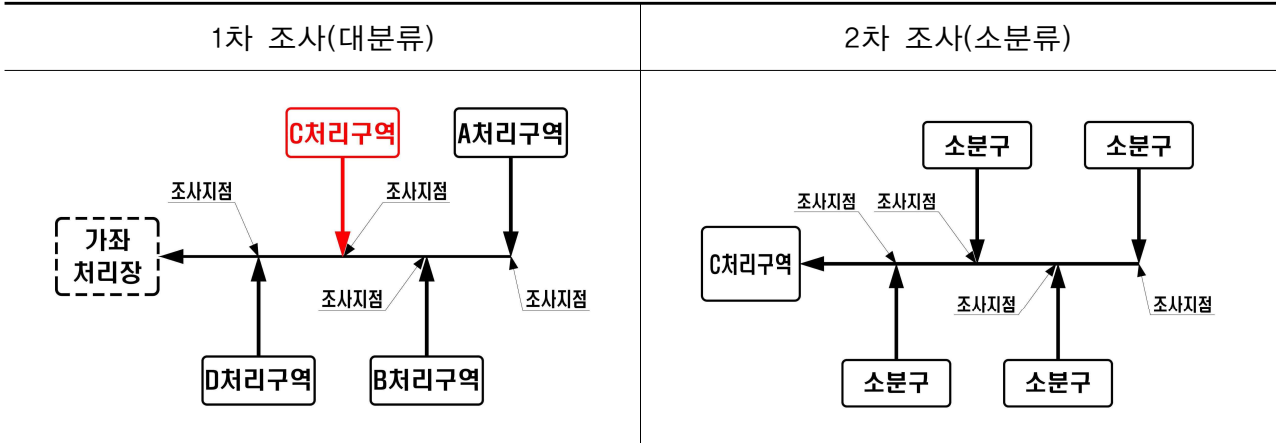 1차 조사(대분류)
2차 조사(소분류)
C처리구역
A처리구역
조사지점
조사지점
가좌
처리장
조사지점
조사지점
D처리구역
B처리구역
소분구
소분구
조사지점
조사지점
C처리구역
조사지점
조사지점
소분구
소분구